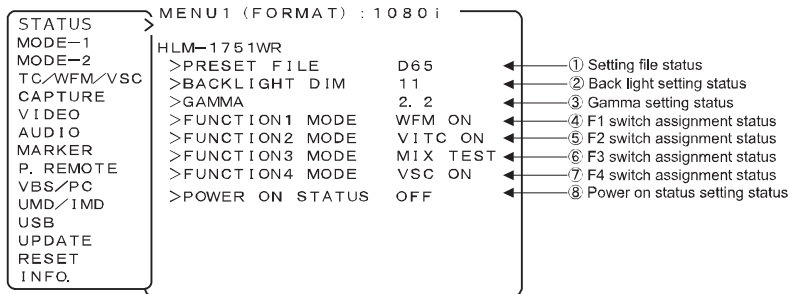 MENU1 (FORMAT) : 1080i
STATUS >
MODE-1
MODE-2
TC/WFM/VSC
CAPTURE
VIDEO
AUDIO
MARKER
P. REMOTE
VBS/PC
UMD/IMD
USB
UPDATE
RESET
INFO.
HLM-1751WR
>PRESET FILE D65 ① Setting file status
>BACKLIGHT DIM 11 ② Back light setting status
>GAMMA 2. 2 ③ Gamma setting status
>FUNCTION1 MODE WFM ON ④ F1 switch assignment status
>FUNCTION2 MODE VITC ON ⑤ F2 switch assignment status
>FUNCTION3 MODE MIX TEST ⑥ F3 switch assignment status
>FUNCTION4 MODE VSC ON ⑦ F4 switch assignment status
>POWER ON STATUS OFF ⑧ Power on status setting status